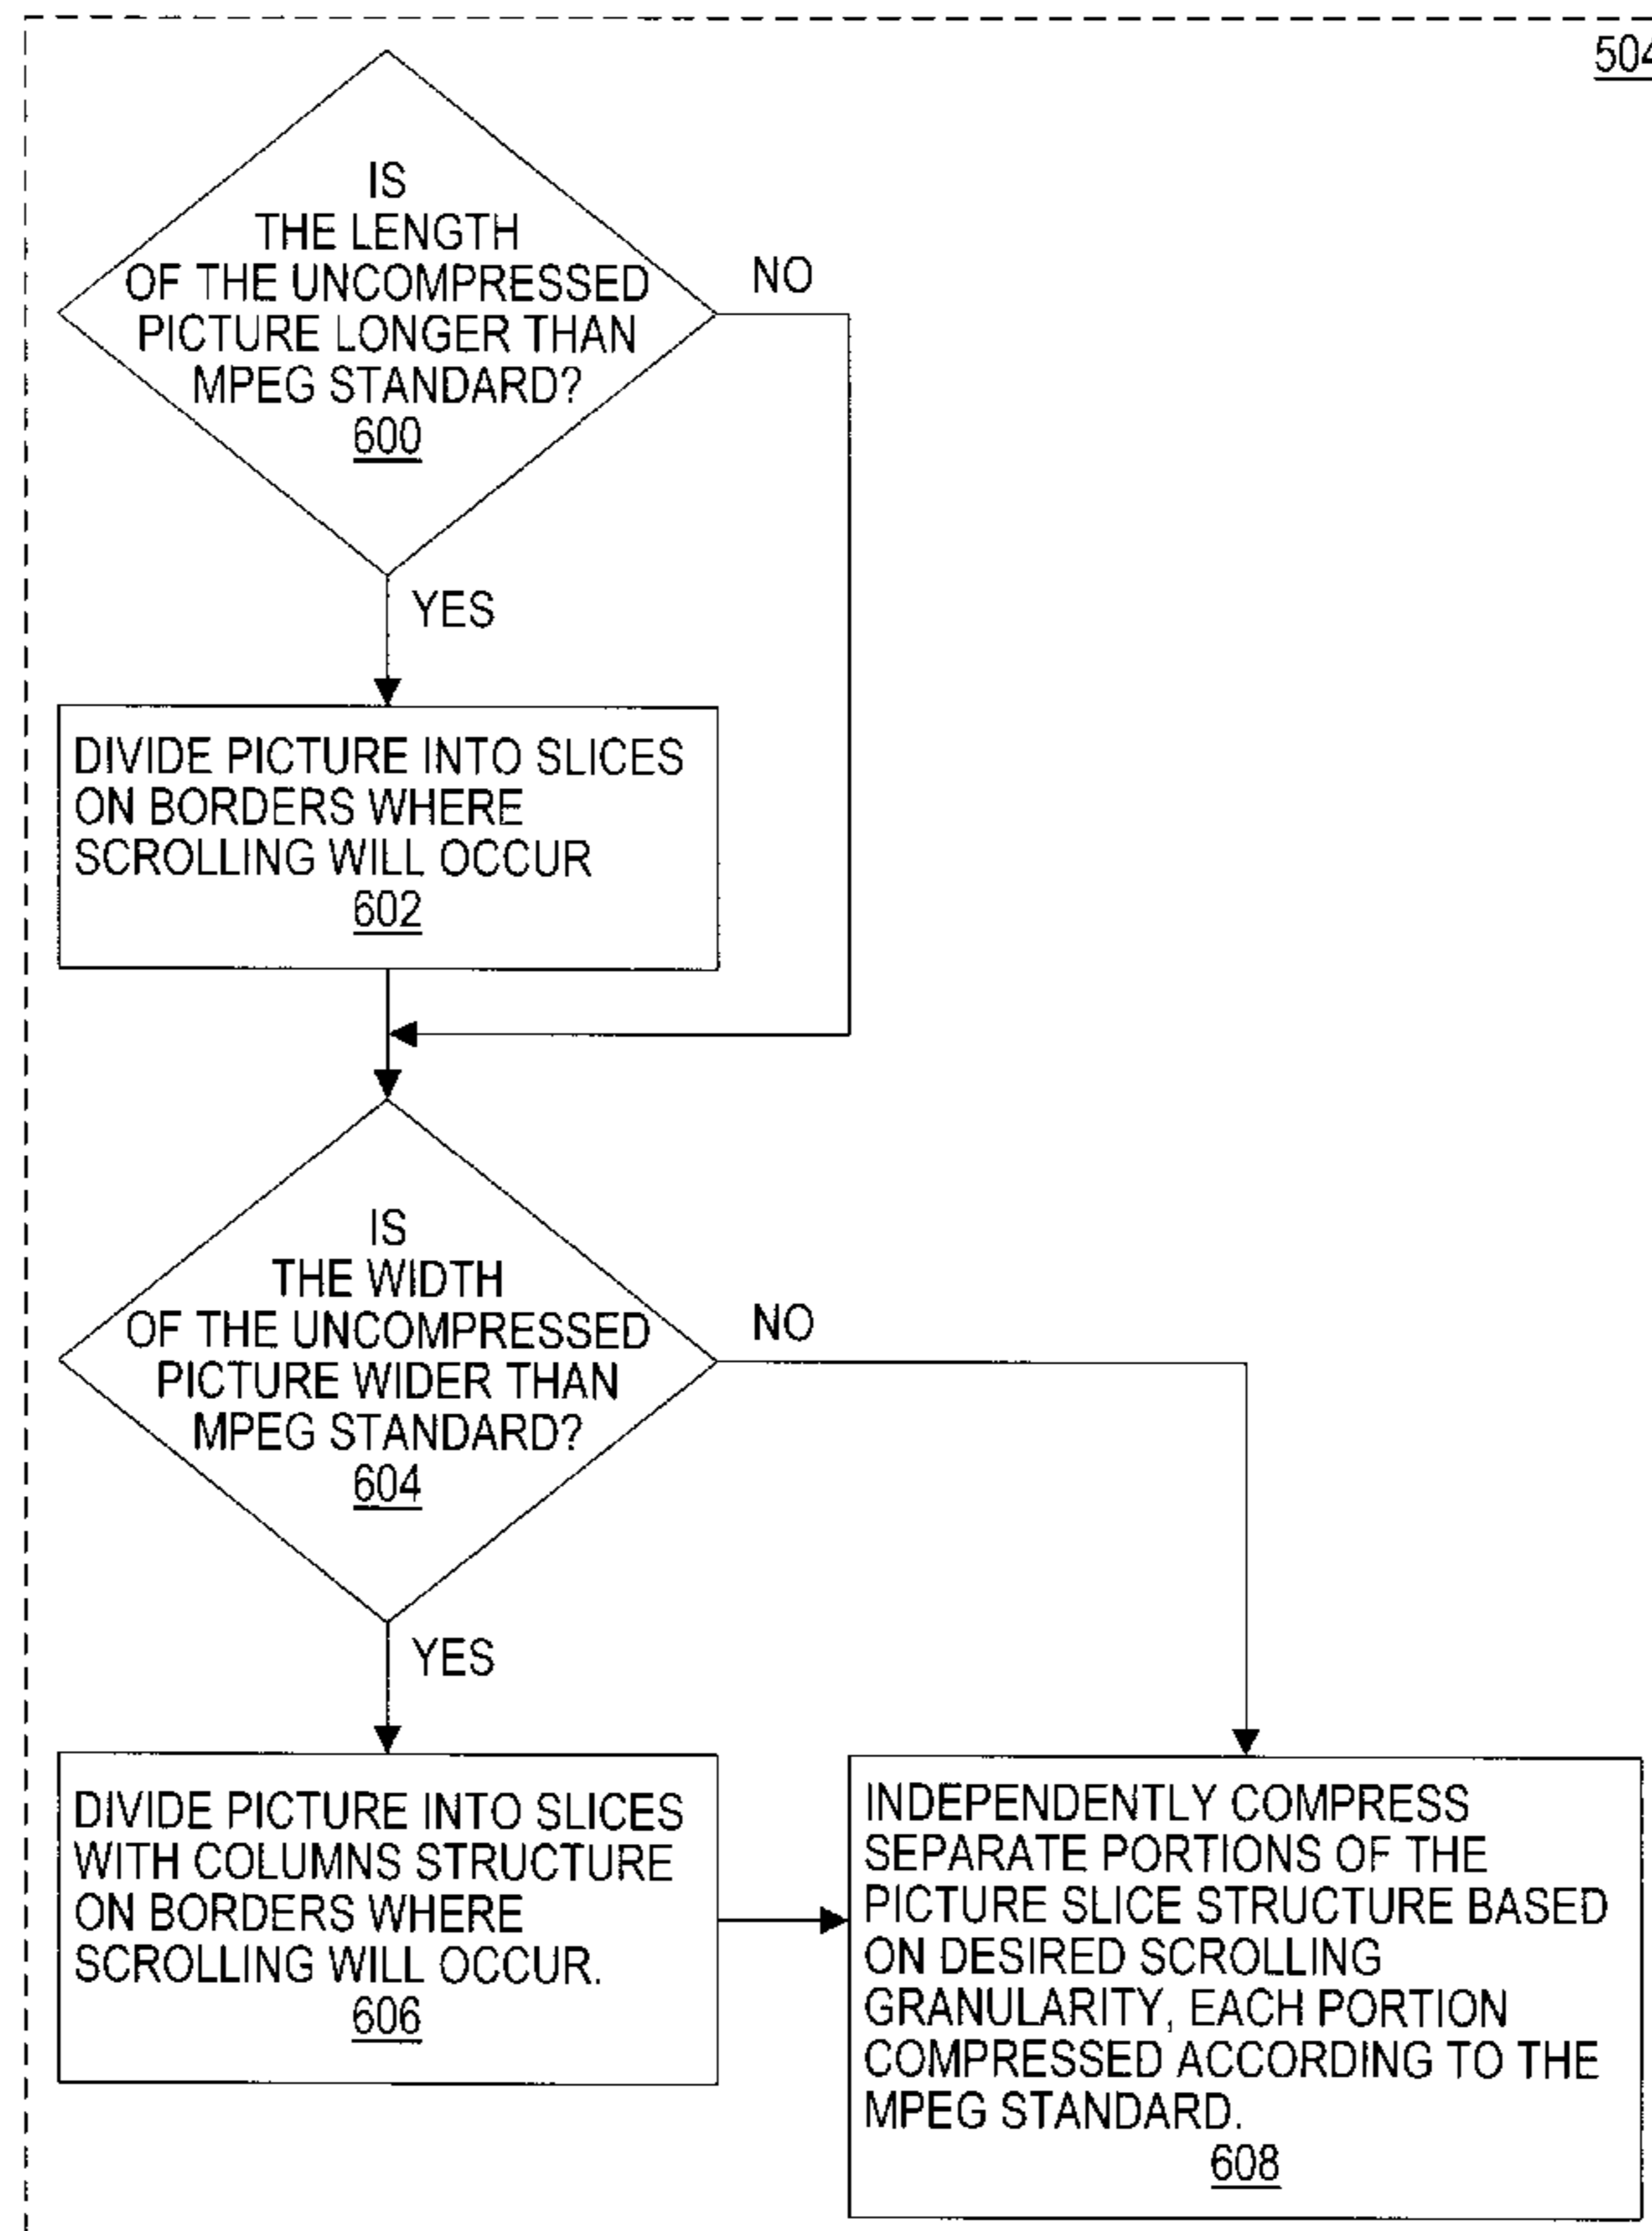 504
IS
THE LENGTH
OF THE UNCOMPRESSED
PICTURE LONGER THAN
MPEG STANDARD?
600
NO
YES
DIVIDE PICTURE INTO SLICES
ON BORDERS WHERE
SCROLLING WILL OCCUR
602
IS
THE WIDTH
OF THE UNCOMPRESSED
PICTURE WIDER THAN
MPEG STANDARD?
604
NO
YES
DIVIDE PICTURE INTO SLICES
WITH COLUMNS STRUCTURE
ON BORDERS WHERE
SCROLLING WILL OCCUR.
606
INDEPENDENTLY COMPRESS
SEPARATE PORTIONS OF THE
PICTURE SLICE STRUCTURE BASED
ON DESIRED SCROLLING
GRANULARITY, EACH PORTION
COMPRESSED ACCORDING TO THE
MPEG STANDARD.
608